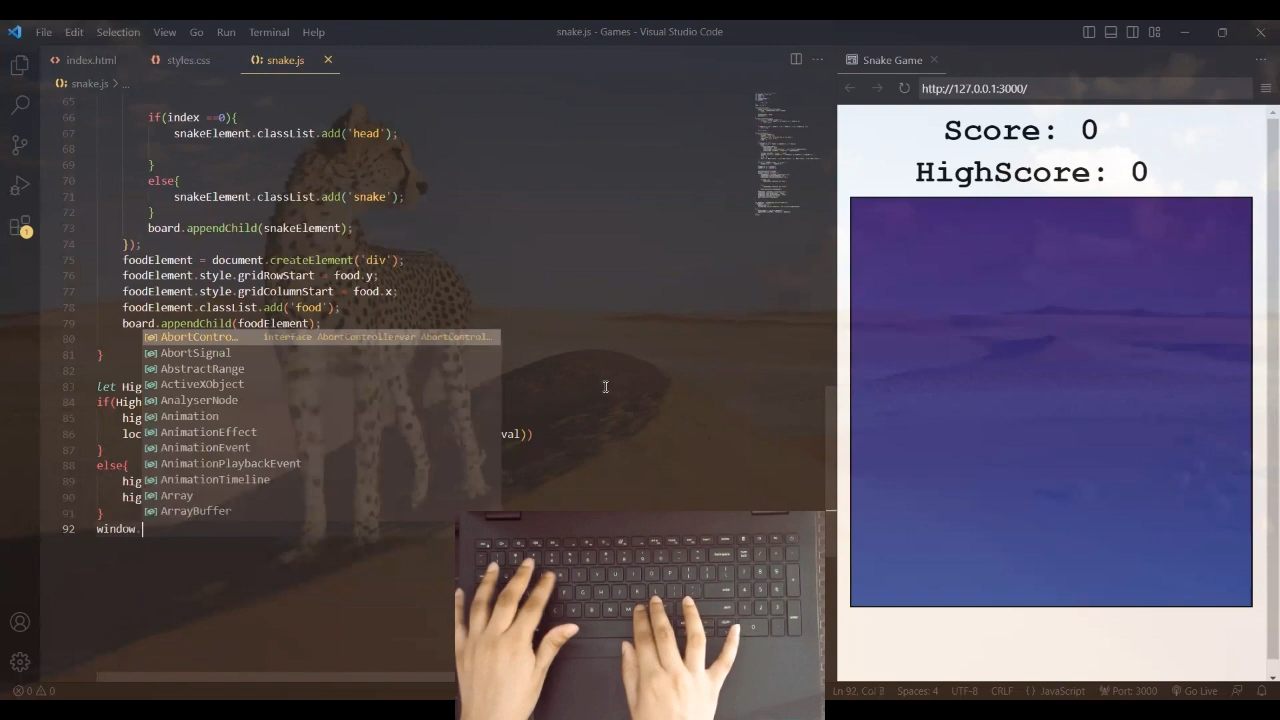 File Edit Selection View Go Run Terminal Help
snake.js - Games - Visual Studio Code
index.html
styles.css
snake.js
snake.js > ...
65
66 if(index ==0){
67 snakeElement.classList.add('head');
68
69 }
70 else{
71 snakeElement.classList.add('snake');
72 }
73 board.appendChild(snakeElement);
74 });
75 foodElement = document.createElement('div');
76 foodElement.style.gridRowStart = food.y;
77 foodElement.style.gridColumnStart = food.x;
78 foodElement.classList.add('food');
79 board.appendChild(foodElement);
80 AbortContro… interface AbortControllervar AbortControl…
81 } AbortSignal
82 AbstractRange
83 let Hig ActiveXObject
84 if(High AnalyserNode
85 hig Animation
86 loc AnimationEffect val))
87 } AnimationEvent
88 else{ AnimationPlaybackEvent
89 hig AnimationTimeline
90 hig Array
91 } ArrayBuffer
92 window.
1
Snake Game
http://127.0.0.1:3000/
Score: 0
HighScore: 0
0 0
Ln 92, Col 8 Spaces: 4 UTF-8 CRLF { } JavaScript Port: 3000 Go Live